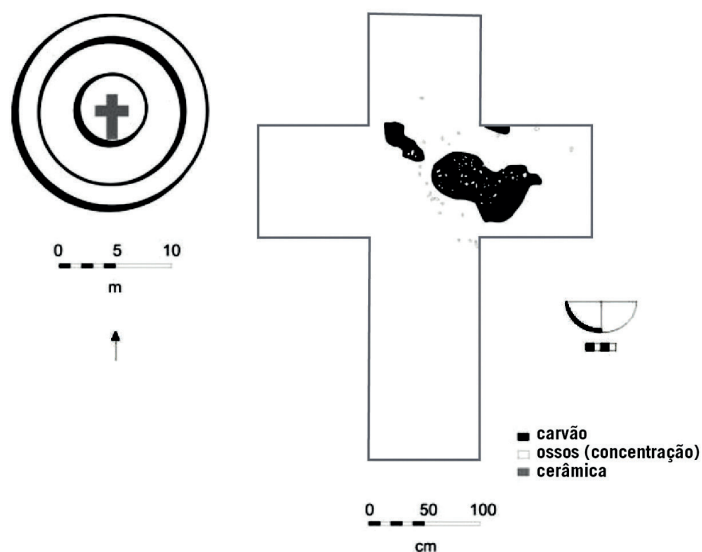 0 5 10
m
carvão
ossos (concentração)
cerâmica
0 50 100
cm